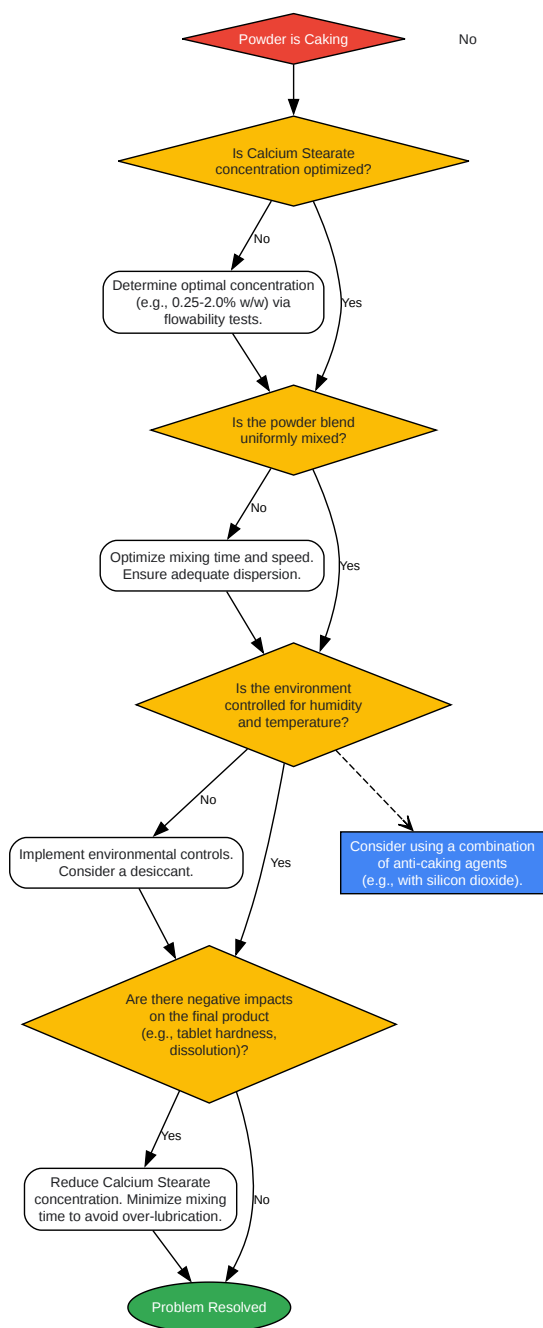 Powder is Caking
No
Is Calcium Stearate
concentration optimized?
No
Determine optimal concentration
(e.g., 0.25-2.0% w/w) via
flowability tests.
Yes
Is the powder blend
uniformly mixed?
No
Optimize mixing time and speed.
Ensure adequate dispersion.
Yes
Is the environment
controlled for humidity
and temperature?
No
Implement environmental controls.
Consider a desiccant.
Yes
Consider using a combination
of anti-caking agents
(e.g., with silicon dioxide).
Are there negative impacts
on the final product
(e.g., tablet hardness,
dissolution)?
Yes
Reduce Calcium Stearate
concentration. Minimize mixing
time to avoid over-lubrication.
No
Problem Resolved